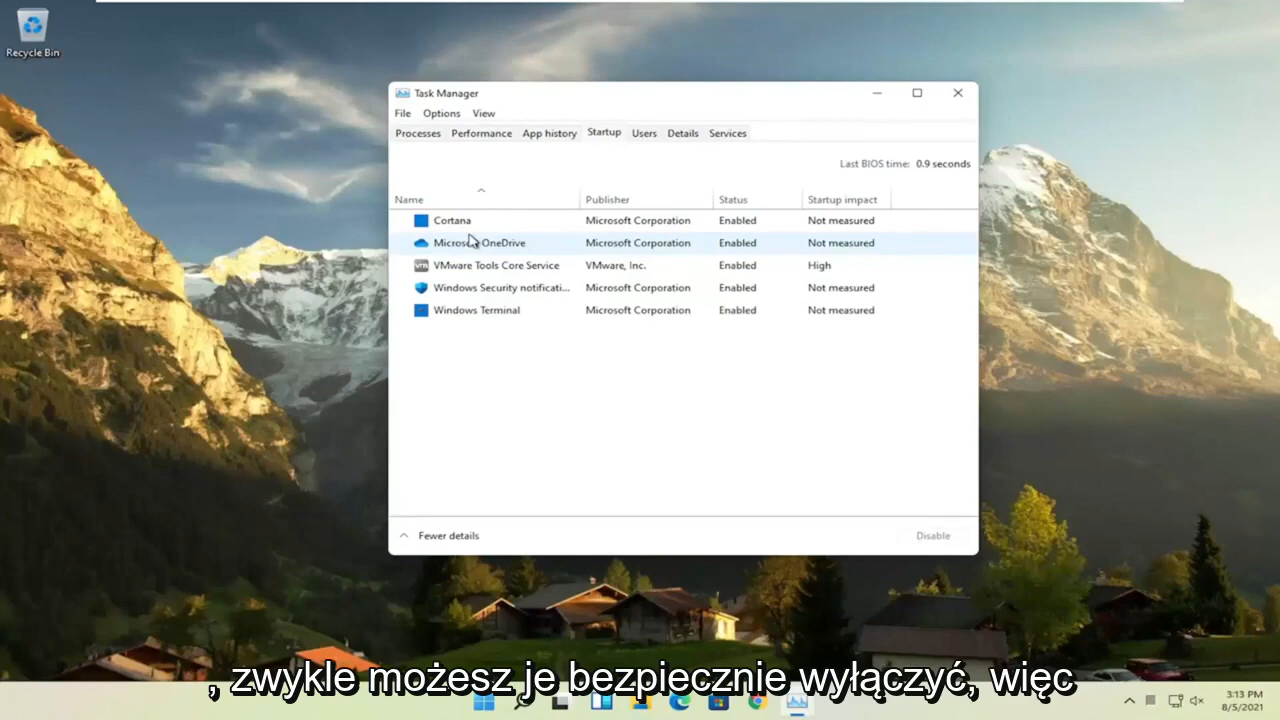 Recycle Bin
Task Manager
File Options View
Processes Performance App history Startup Users Details Services
Last BIOS time: 0.9 seconds
Name Publisher Status Startup impact
Cortana Microsoft Corporation Enabled Not measured
Microsoft OneDrive Microsoft Corporation Enabled Not measured
vm VMware Tools Core Service VMware, Inc. Enabled High
Windows Security notificati... Microsoft Corporation Enabled Not measured
Windows Terminal Microsoft Corporation Enabled Not measured
Fewer details Disable
, zwykle możesz je bezpiecznie wyłączyć, więc
3:13 PM
8/5/2021